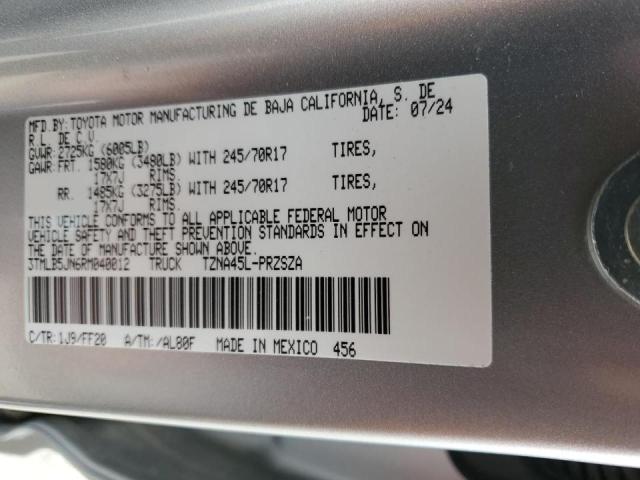 MFD.BY:TOYOTA MOTOR MANUFACTURING DE BAJA CALIFORNIA, S. DE
R L. DE C.V. DATE: 07/24
GVWR: 2725KG (6005LB)
GAWR: FRT. 1580KG (3480LB) WITH 245/70R17 TIRES,
17X7J RIMS.
RR. 1485KG (3275LB) WITH 245/70R17 TIRES,
17X7J RIMS.
THIS VEHICLE CONFORMS TO ALL APPLICABLE FEDERAL MOTOR
VEHICLE SAFETY AND THEFT PREVENTION STANDARDS IN EFFECT ON
THE DATE OF MANUFACTURE SHOWN ABOVE.
3TMLB5JN6RM040012 TRUCK TZNA45L-PRZSZA
C/TR: 1J9/FF20 A/TM: /AL80F MADE IN MEXICO 456